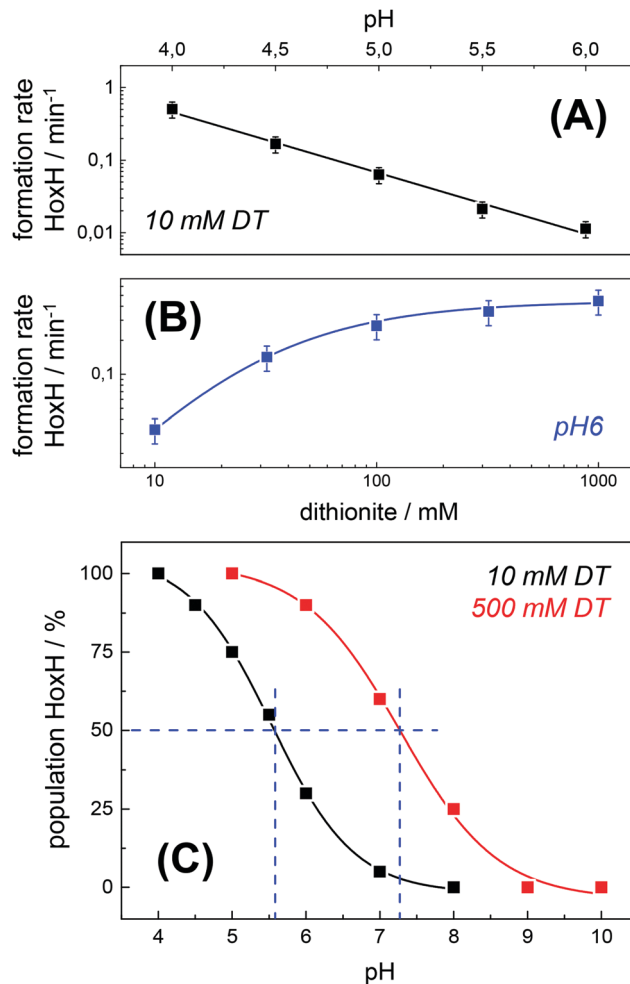 pH
4,0 4,5 5,0 5,5 6,0
formation rate
HoxH / min⁻¹
1
0,1
0,01
(A)
10 mM DT
formation rate
HoxH / min⁻¹
0,1
(B)
pH6
10 100 1000
dithionite / mM
population HoxH / %
100
75
50
25
0
10 mM DT
500 mM DT
(C)
4 5 6 7 8 9 10
pH